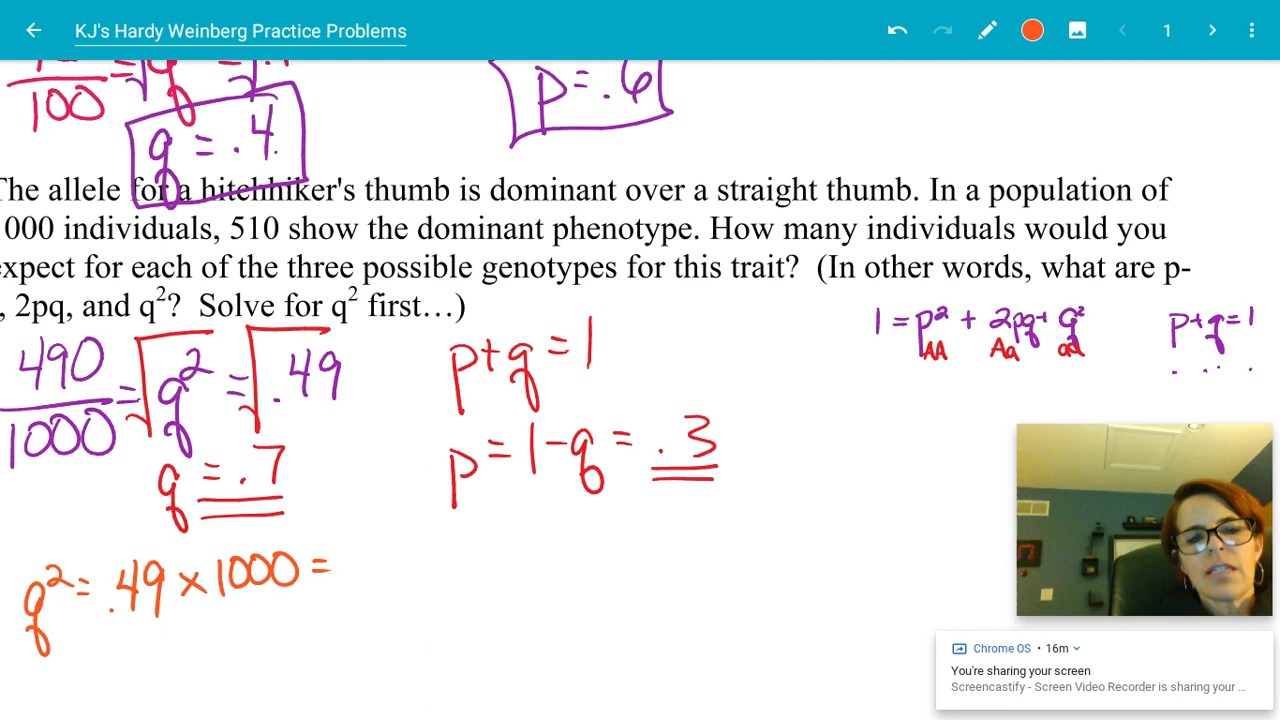 KJ's Hardy Weinberg Practice Problems
1
100
q = .4
p = .6
The allele for a hitchhiker's thumb is dominant over a straight thumb. In a population of
000 individuals, 510 show the dominant phenotype. How many individuals would you
expect for each of the three possible genotypes for this trait? (In other words, what are p-
, 2pq, and q²? Solve for q² first…)
1 = p² + 2pq + q²
p+q=1
AA Aa aa
490/1000 = √q² = √.49
p+q = 1
q = .7
p = 1-q = .3
q² = .49 x 1000 =
Chrome OS • 16m
You're sharing your screen
Screencastify - Screen Video Recorder is sharing your ...